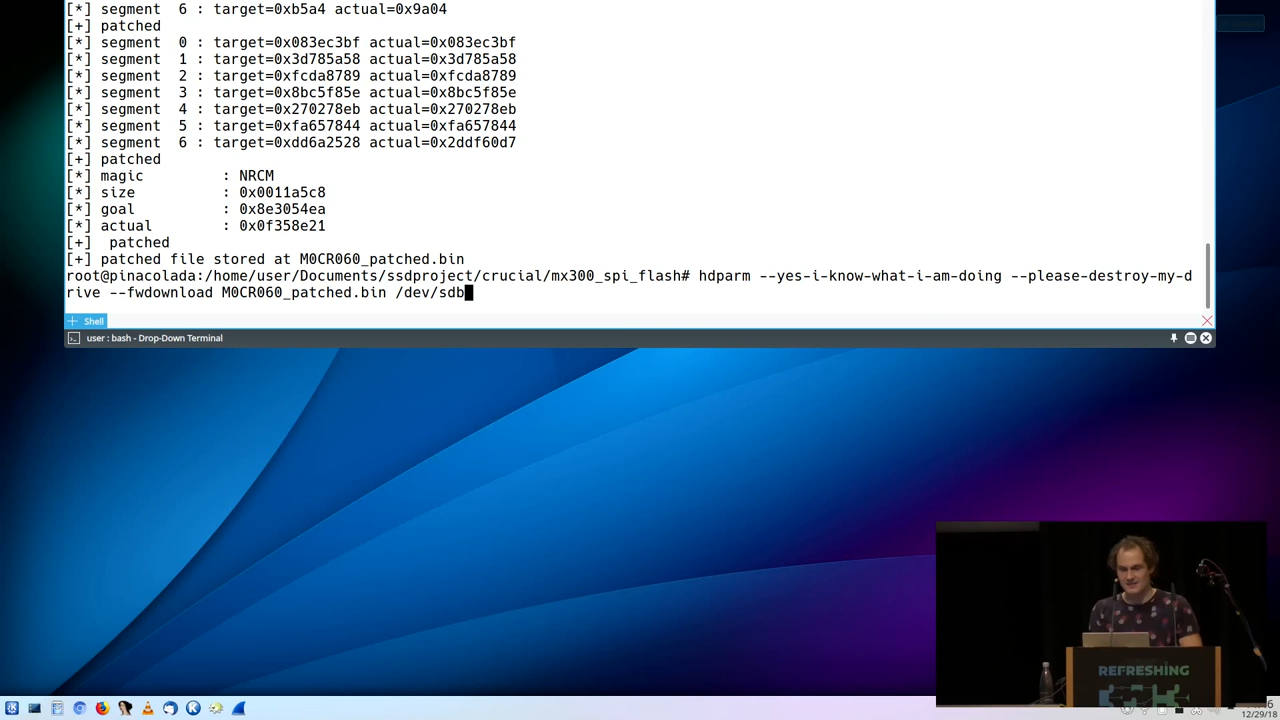 [*] segment  6 : target=0xb5a4 actual=0x9a04
[+] patched
[*] segment  0 : target=0x083ec3bf actual=0x083ec3bf
[*] segment  1 : target=0x3d785a58 actual=0x3d785a58
[*] segment  2 : target=0xfcda8789 actual=0xfcda8789
[*] segment  3 : target=0x8bc5f85e actual=0x8bc5f85e
[*] segment  4 : target=0x270278eb actual=0x270278eb
[*] segment  5 : target=0xfa657844 actual=0xfa657844
[*] segment  6 : target=0xdd6a2528 actual=0x2ddf60d7
[+] patched
[*] magic         : NRCM
[*] size          : 0x0011a5c8
[*] goal          : 0x8e3054ea
[*] actual        : 0x0f358e21
[+]  patched
[+] patched file stored at M0CR060_patched.bin
root@pinacolada:/home/user/Documents/ssdproject/crucial/mx300_spi_flash# hdparm --yes-i-know-what-i-am-doing --please-destroy-my-d
rive --fwdownload M0CR060_patched.bin /dev/sdb
Shell
user : bash - Drop-Down Terminal
REFRESHING
12/29/18